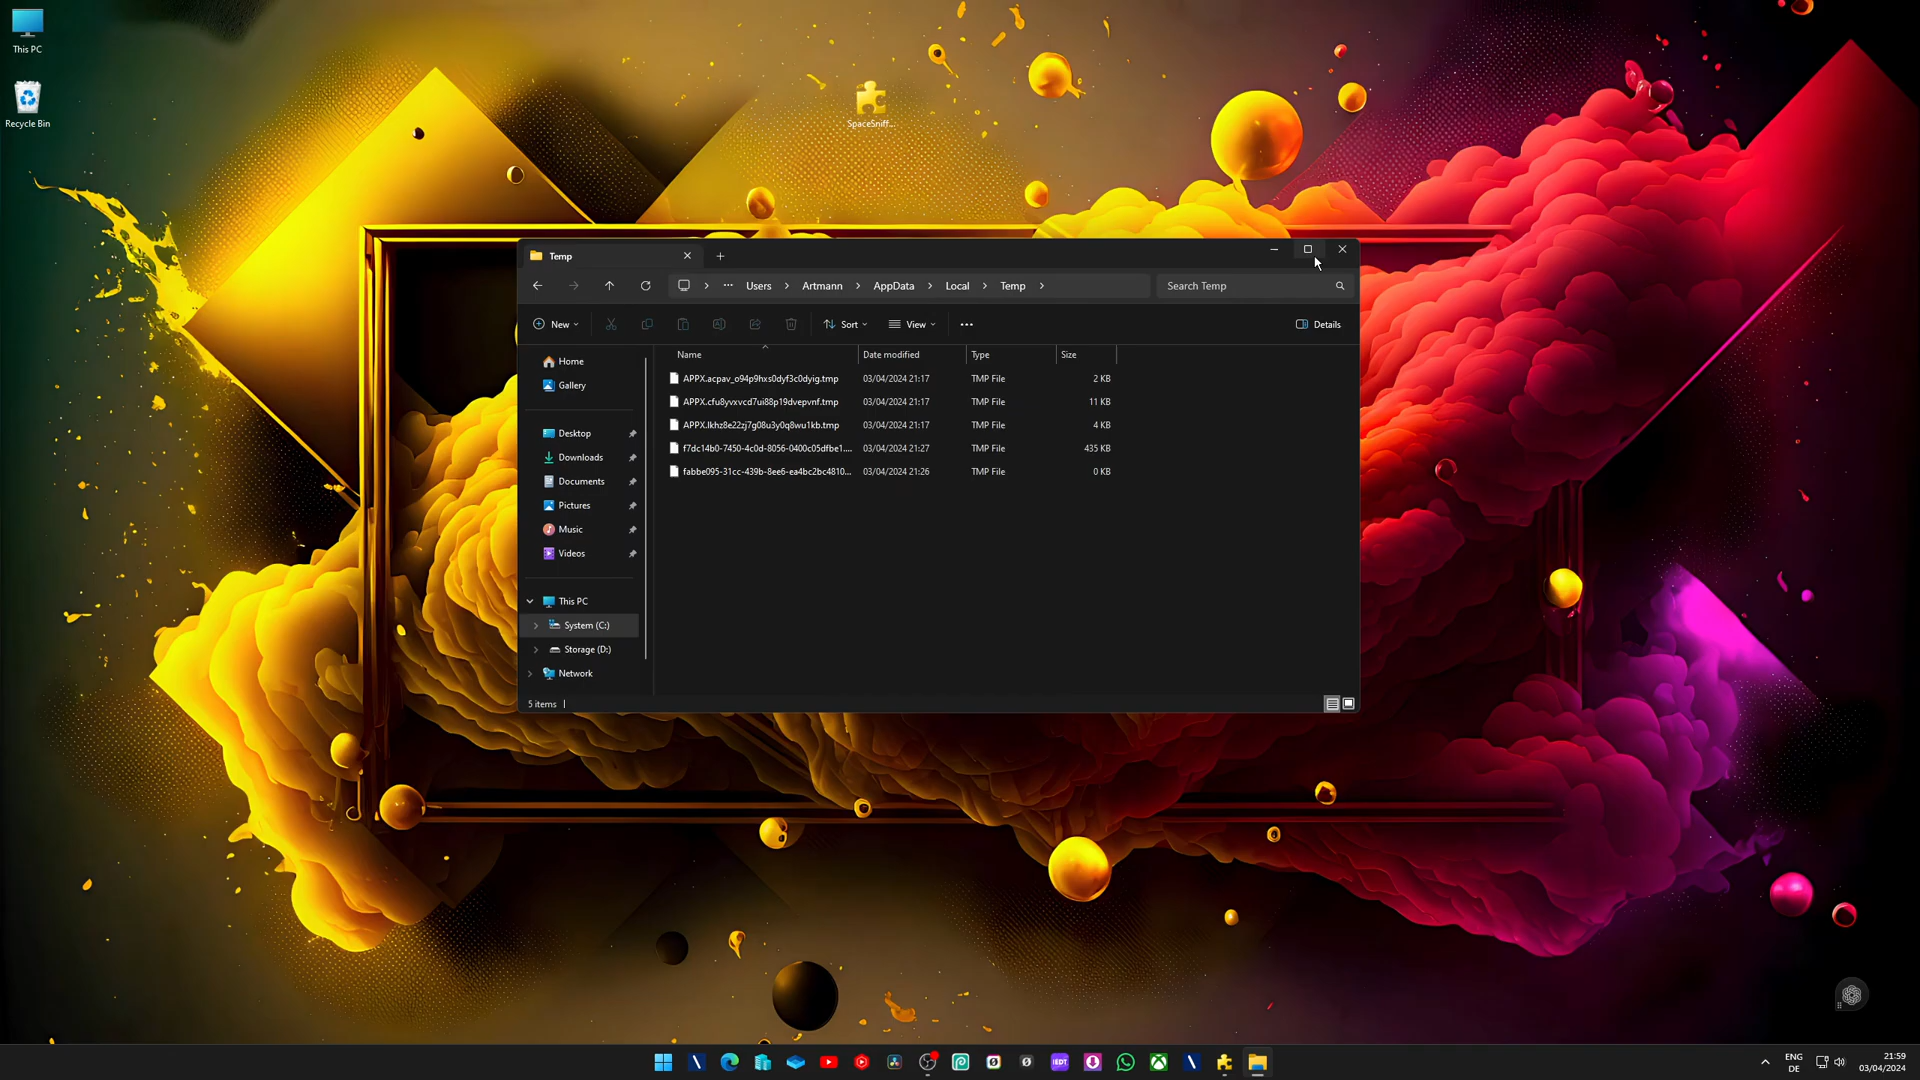 This PC
Recycle Bin
SpaceSniff...
Temp
Users
Artmann
AppData
Local
Temp
Search Temp
New
Sort
View
Details
Name Date modified Type Size
APPX.acpav_o94p9hxs0dyf3c0dyig.tmp 03/04/2024 21:17 TMP File 2 KB
APPX.cfu8yvxvcd7ui88p19dvepvnf.tmp 03/04/2024 21:17 TMP File 11 KB
APPX.lkhz8e22zj7g08u3y0q8wu1kb.tmp 03/04/2024 21:17 TMP File 4 KB
f7dc14b0-7450-4c0d-8056-0400c05dfbe1.... 03/04/2024 21:27 TMP File 435 KB
fabbe095-31cc-439b-8ee6-ea4bc2bc4810... 03/04/2024 21:26 TMP File 0 KB
Home
Gallery
Desktop
Downloads
Documents
Pictures
Music
Videos
This PC
System (C:)
Storage (D:)
Network
5 items
ENG
DE
21:59
03/04/2024